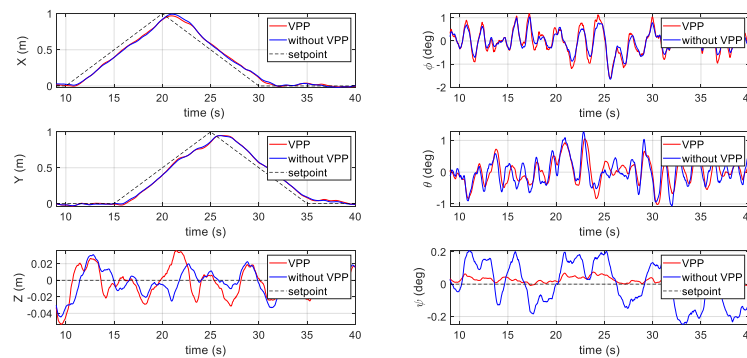 X (m)
1
0.5
0
VPP
without VPP
setpoint
10 15 20 25 30 35 40
time (s)
ϕ (deg)
1
0
-1
-2
VPP
without VPP
10 15 20 25 30 35 40
time (s)
Y (m)
1
0.5
0
VPP
without VPP
setpoint
10 15 20 25 30 35 40
time (s)
θ (deg)
1
0
-1
VPP
without VPP
10 15 20 25 30 35 40
time (s)
Z (m)
0.02
0
-0.02
-0.04
VPP
without VPP
setpoint
10 15 20 25 30 35 40
time (s)
ψ (deg)
0.2
0
-0.2
VPP
without VPP
setpoint
10 15 20 25 30 35 40
time (s)